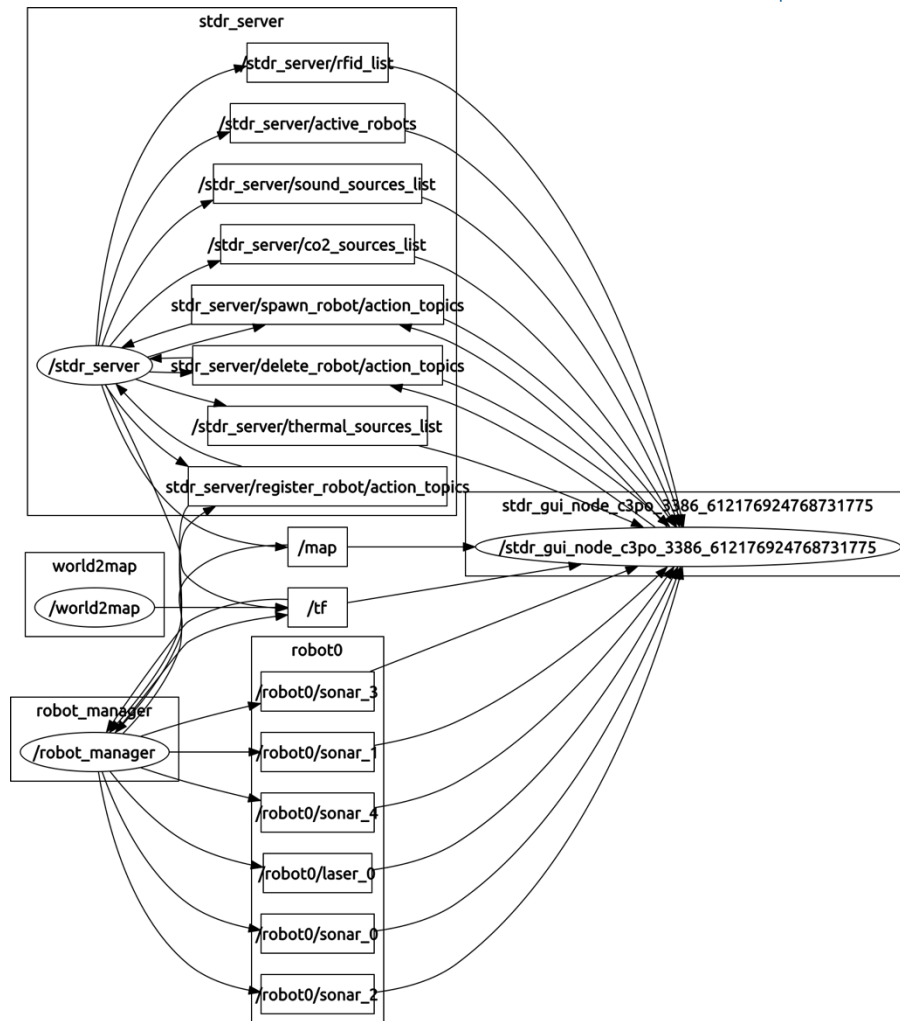 stdr_server
/stdr_server/rfid_list
/stdr_server/active_robots
/stdr_server/sound_sources_list
/stdr_server/co2_sources_list
stdr_server/spawn_robot/action_topics
/stdr_server
stdr_server/delete_robot/action_topics
/stdr_server/thermal_sources_list
stdr_server/register_robot/action_topics
stdr_gui_node_c3po_3386_612176924768731775
/stdr_gui_node_c3po_3386_612176924768731775
/map
world2map
/world2map
/tf
robot0
/robot0/sonar_3
robot_manager
/robot_manager
/robot0/sonar_1
/robot0/sonar_4
/robot0/laser_0
/robot0/sonar_0
/robot0/sonar_2